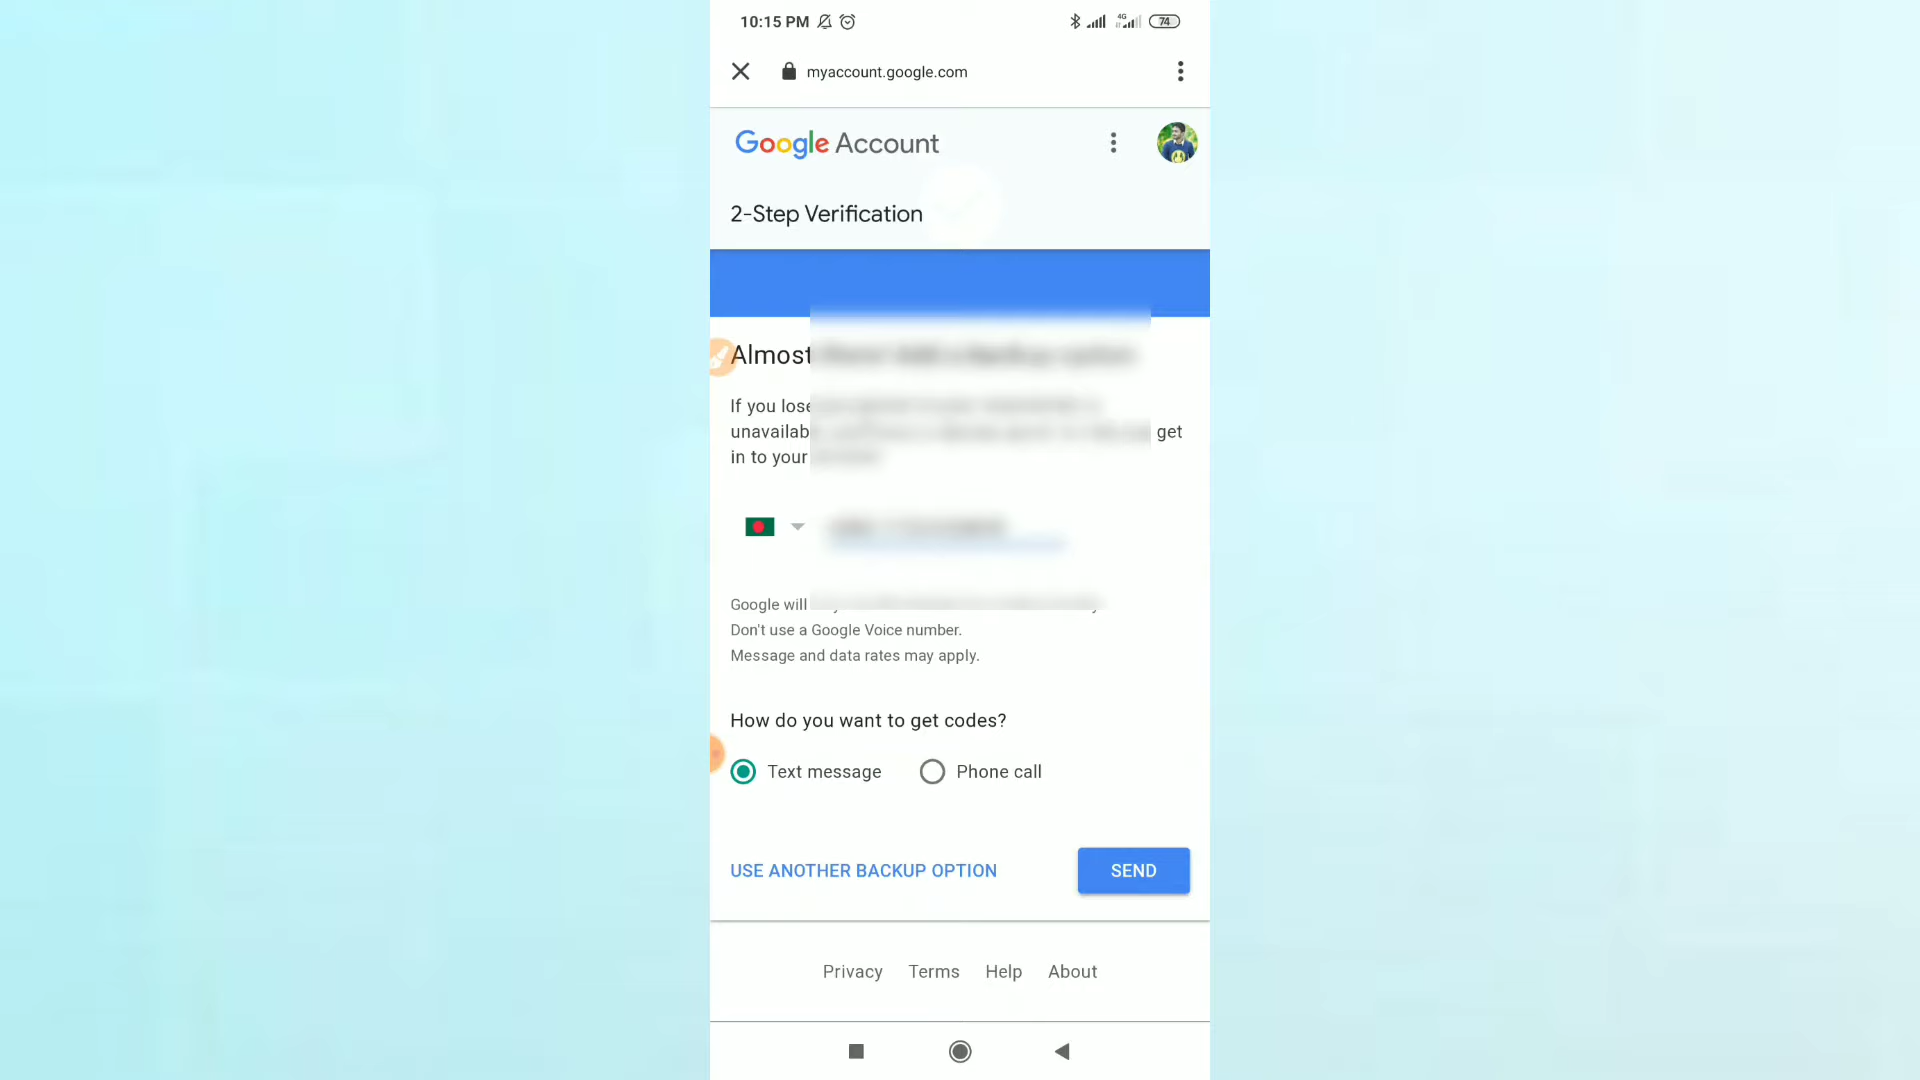 10:15 PM
4G
74
myaccount.google.com
Google Account
2-Step Verification
Almost
If you lose
get
in to your
Google will
Don't use a Google Voice number.
Message and data rates may apply.
How do you want to get codes?
Text message
Phone call
USE ANOTHER BACKUP OPTION
SEND
Privacy
Terms
Help
About